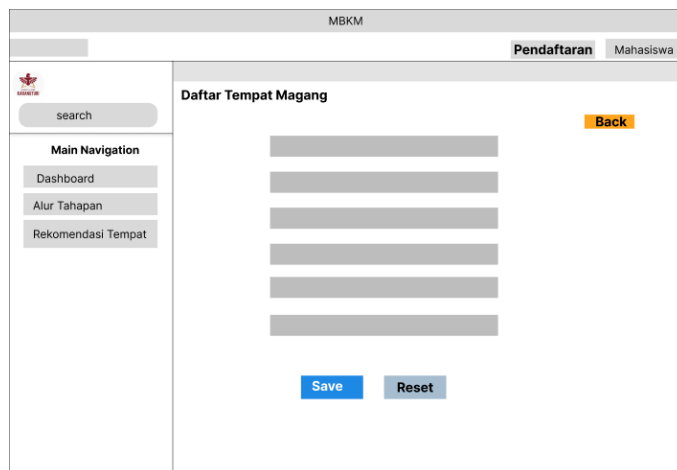 MBKM
Pendaftaran
Mahasiswa
search
Main Navigation
Dashboard
Alur Tahapan
Rekomendasi Tempat
Daftar Tempat Magang
Back
Save
Reset